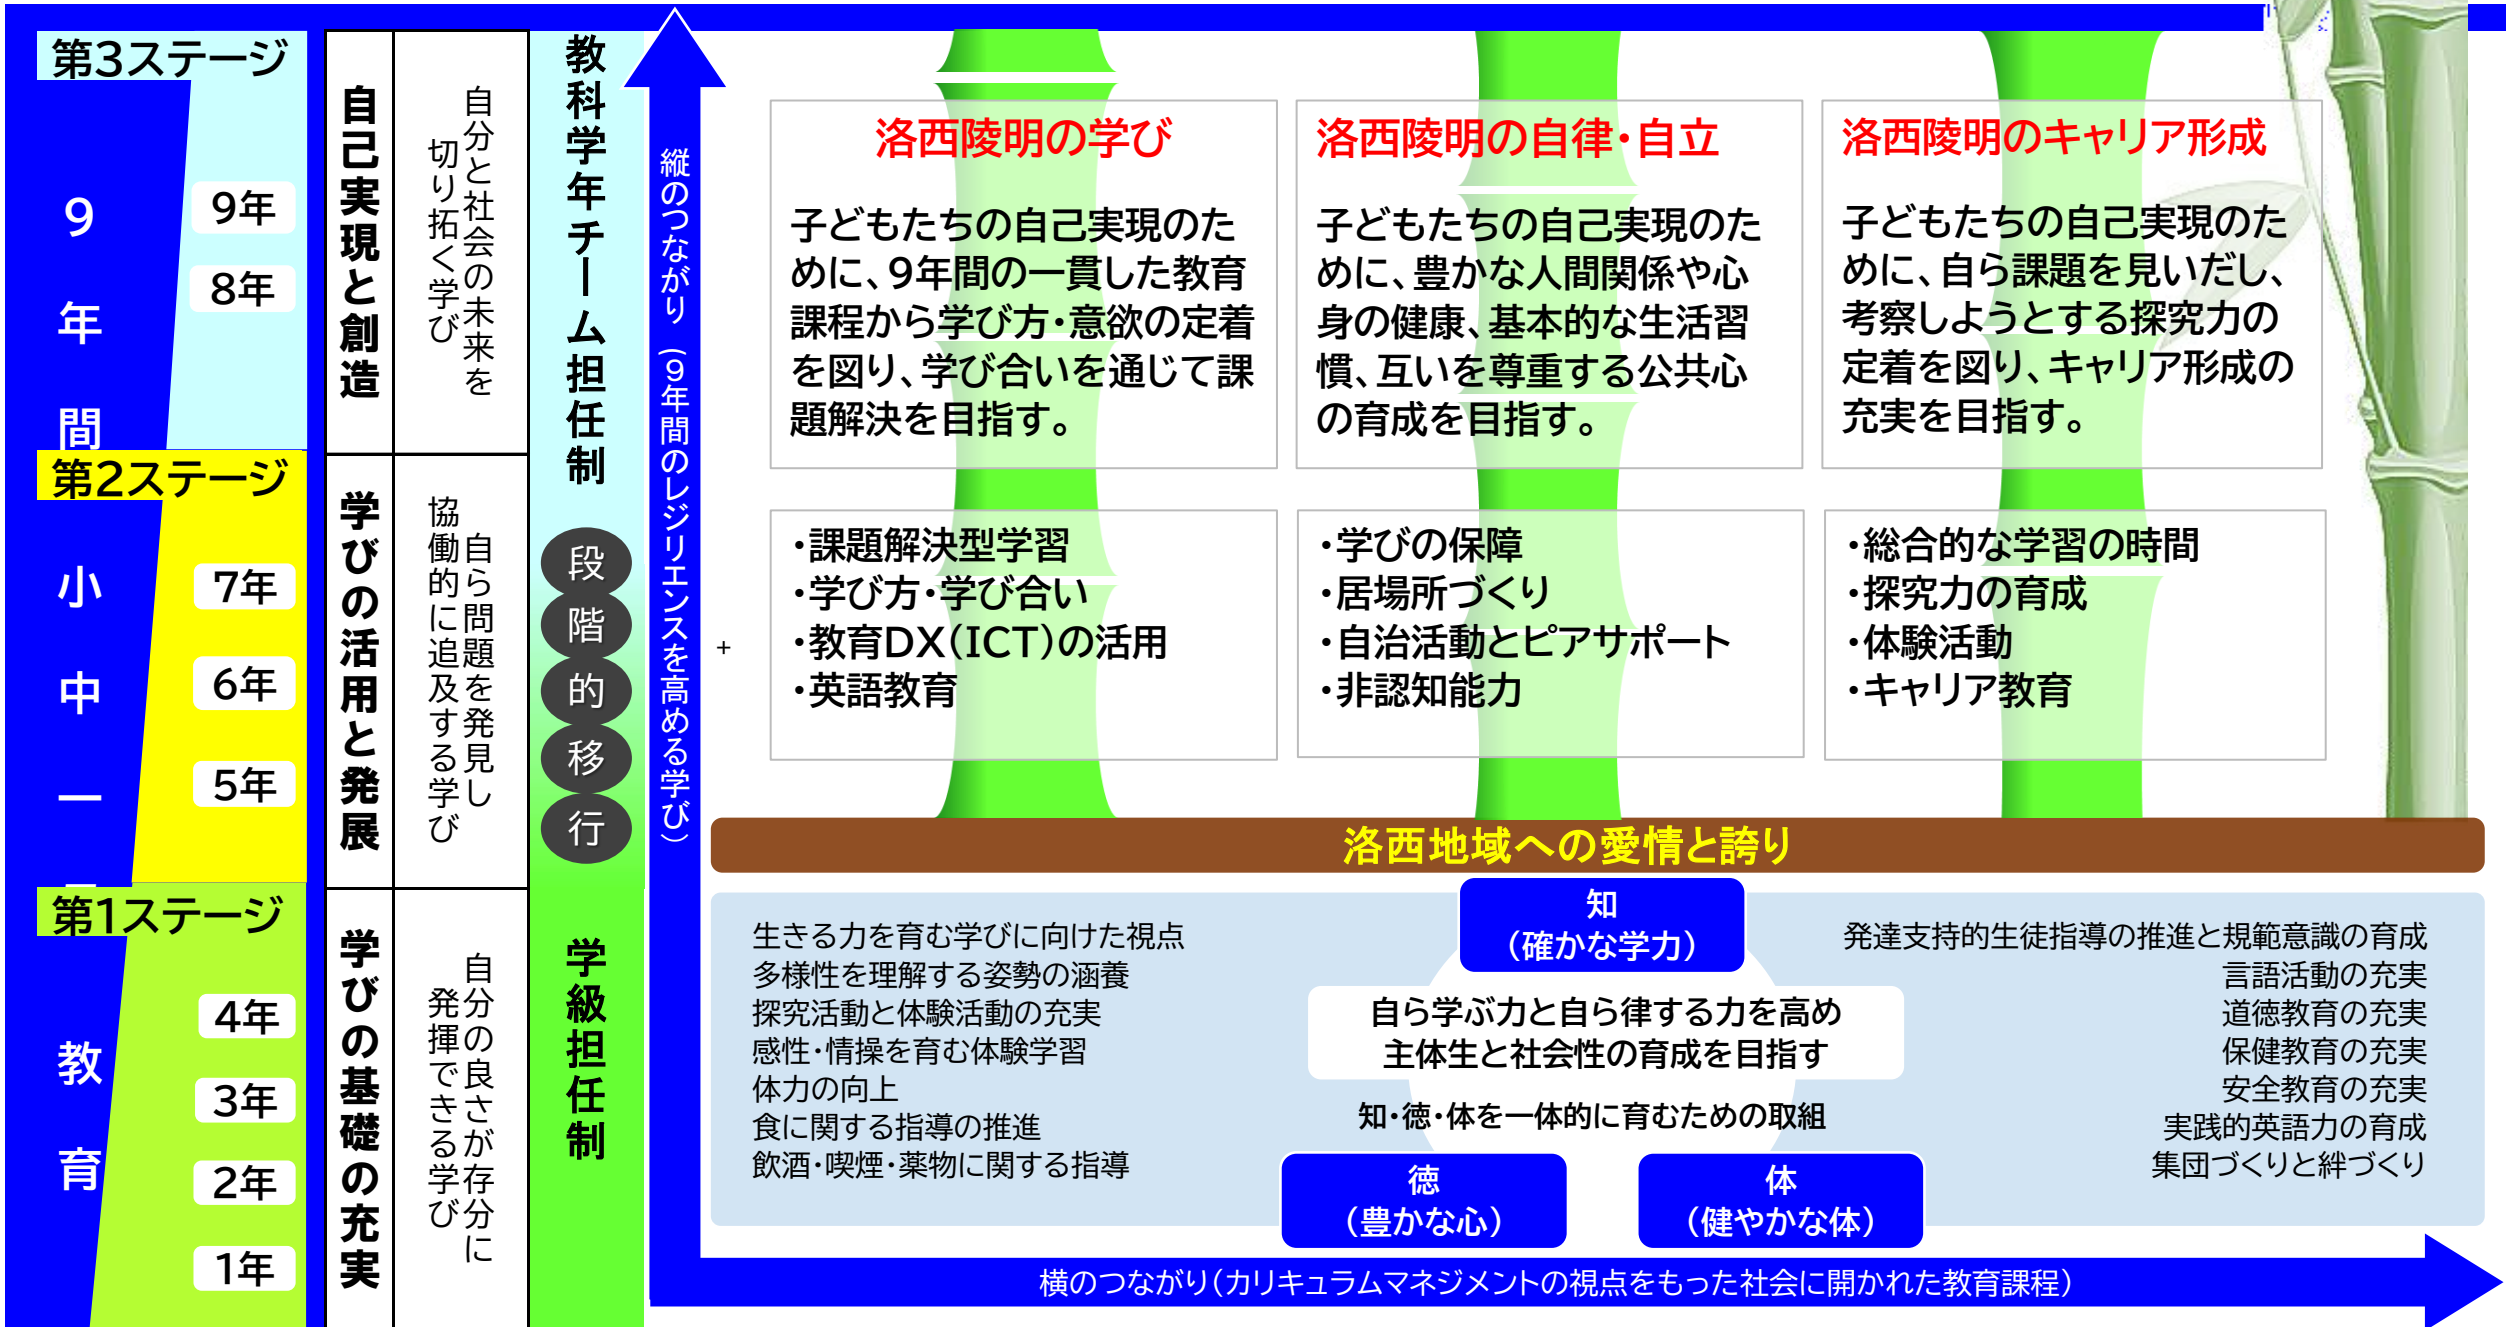 第3ステージ
9年
8年
第2ステージ
7年
6年
5年
第1ステージ
4年
3年
2年
1年
9年間小中一
教育
自己実現と創造
自分と社会の未来を
切り拓く学び
学びの活用と発展
自ら問題を発見し
協働的に追及する学び
学びの基礎の充実
自分の良さが存分に
発揮できる学び
教科学年チーム担任制
段階的移行
学級担任制
縦のつながり(9年間のレジリエンスを高める学び)
+
洛西陵明の学び
子どもたちの自己実現のた
めに、9年間の一貫した教育
課程から学び方・意欲の定着
を図り、学び合いを通じて課
題解決を目指す。
洛西陵明の自律・自立
子どもたちの自己実現のた
めに、豊かな人間関係や心
身の健康、基本的な生活習
慣、互いを尊重する公共心
の育成を目指す。
洛西陵明のキャリア形成
子どもたちの自己実現のた
めに、自ら課題を見いだし、
考察しようとする探究力の
定着を図り、キャリア形成の
充実を目指す。
・課題解決型学習
・学び方・学び合い
・教育DX(ICT)の活用
・英語教育
・学びの保障
・居場所づくり
・自治活動とピアサポート
・非認知能力
・総合的な学習の時間
・探究力の育成
・体験活動
・キャリア教育
洛西地域への愛情と誇り
生きる力を育む学びに向けた視点
多様性を理解する姿勢の涵養
探究活動と体験活動の充実
感性・情操を育む体験学習
体力の向上
食に関する指導の推進
飲酒・喫煙・薬物に関する指導
知
(確かな学力)
自ら学ぶ力と自ら律する力を高め
主体生と社会性の育成を目指す
知・徳・体を一体的に育むための取組
徳
(豊かな心)
体
(健やかな体)
発達支持的生徒指導の推進と規範意識の育成
言語活動の充実
道徳教育の充実
保健教育の充実
安全教育の充実
実践的英語力の育成
集団づくりと絆づくり
横のつながり(カリキュラムマネジメントの視点をもった社会に開かれた教育課程)